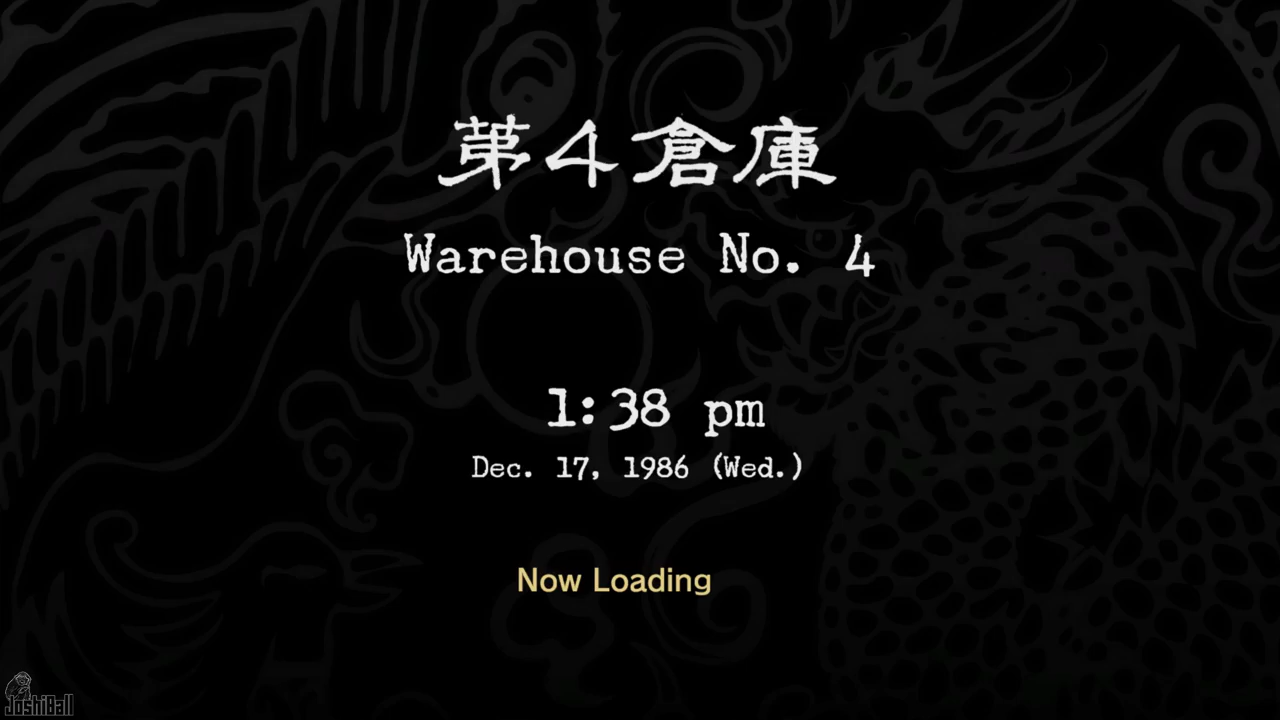 第4倉庫
Warehouse No. 4
1:38 pm
Dec. 17, 1986 (Wed.)
Now Loading
JoshiBall